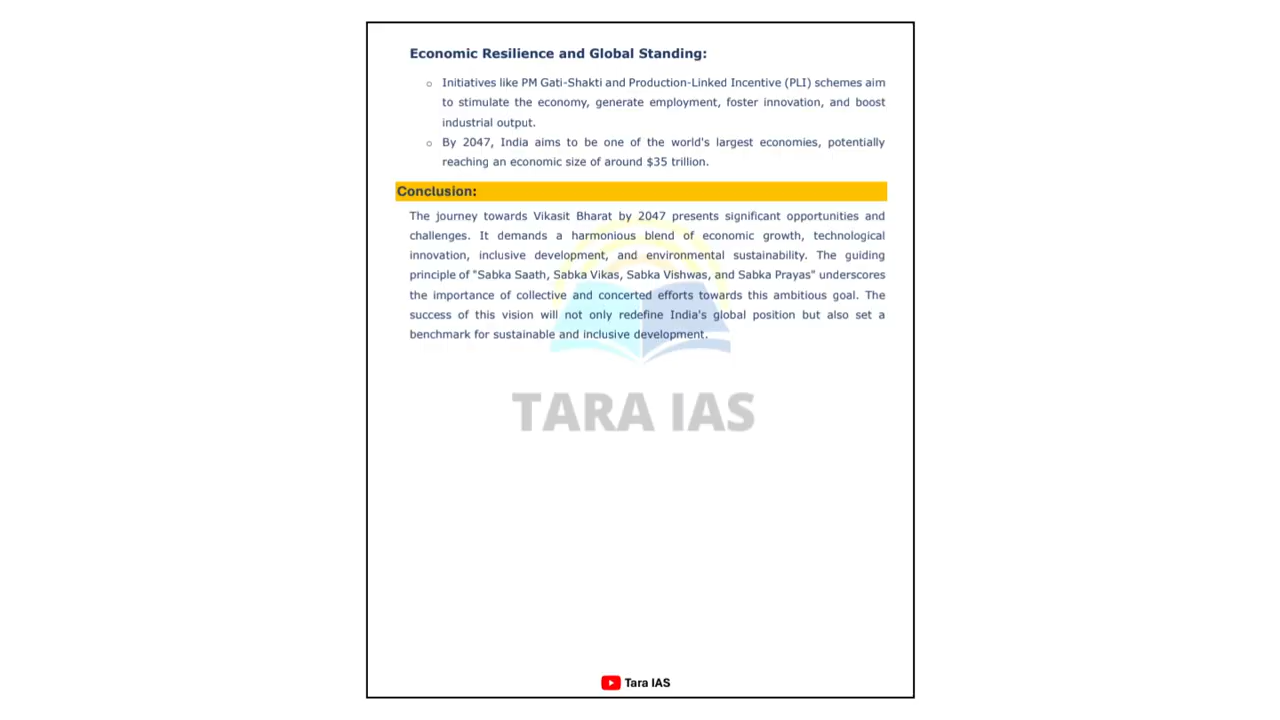 Economic Resilience and Global Standing:
o Initiatives like PM Gati-Shakti and Production-Linked Incentive (PLI) schemes aim
to stimulate the economy, generate employment, foster innovation, and boost
industrial output.
o By 2047, India aims to be one of the world's largest economies, potentially
reaching an economic size of around $35 trillion.
Conclusion:
The journey towards Vikasit Bharat by 2047 presents significant opportunities and
challenges. It demands a harmonious blend of economic growth, technological
innovation, inclusive development, and environmental sustainability. The guiding
principle of "Sabka Saath, Sabka Vikas, Sabka Vishwas, and Sabka Prayas" underscores
the importance of collective and concerted efforts towards this ambitious goal. The
success of this vision will not only redefine India's global position but also set a
benchmark for sustainable and inclusive development.
TARA IAS
Tara IAS